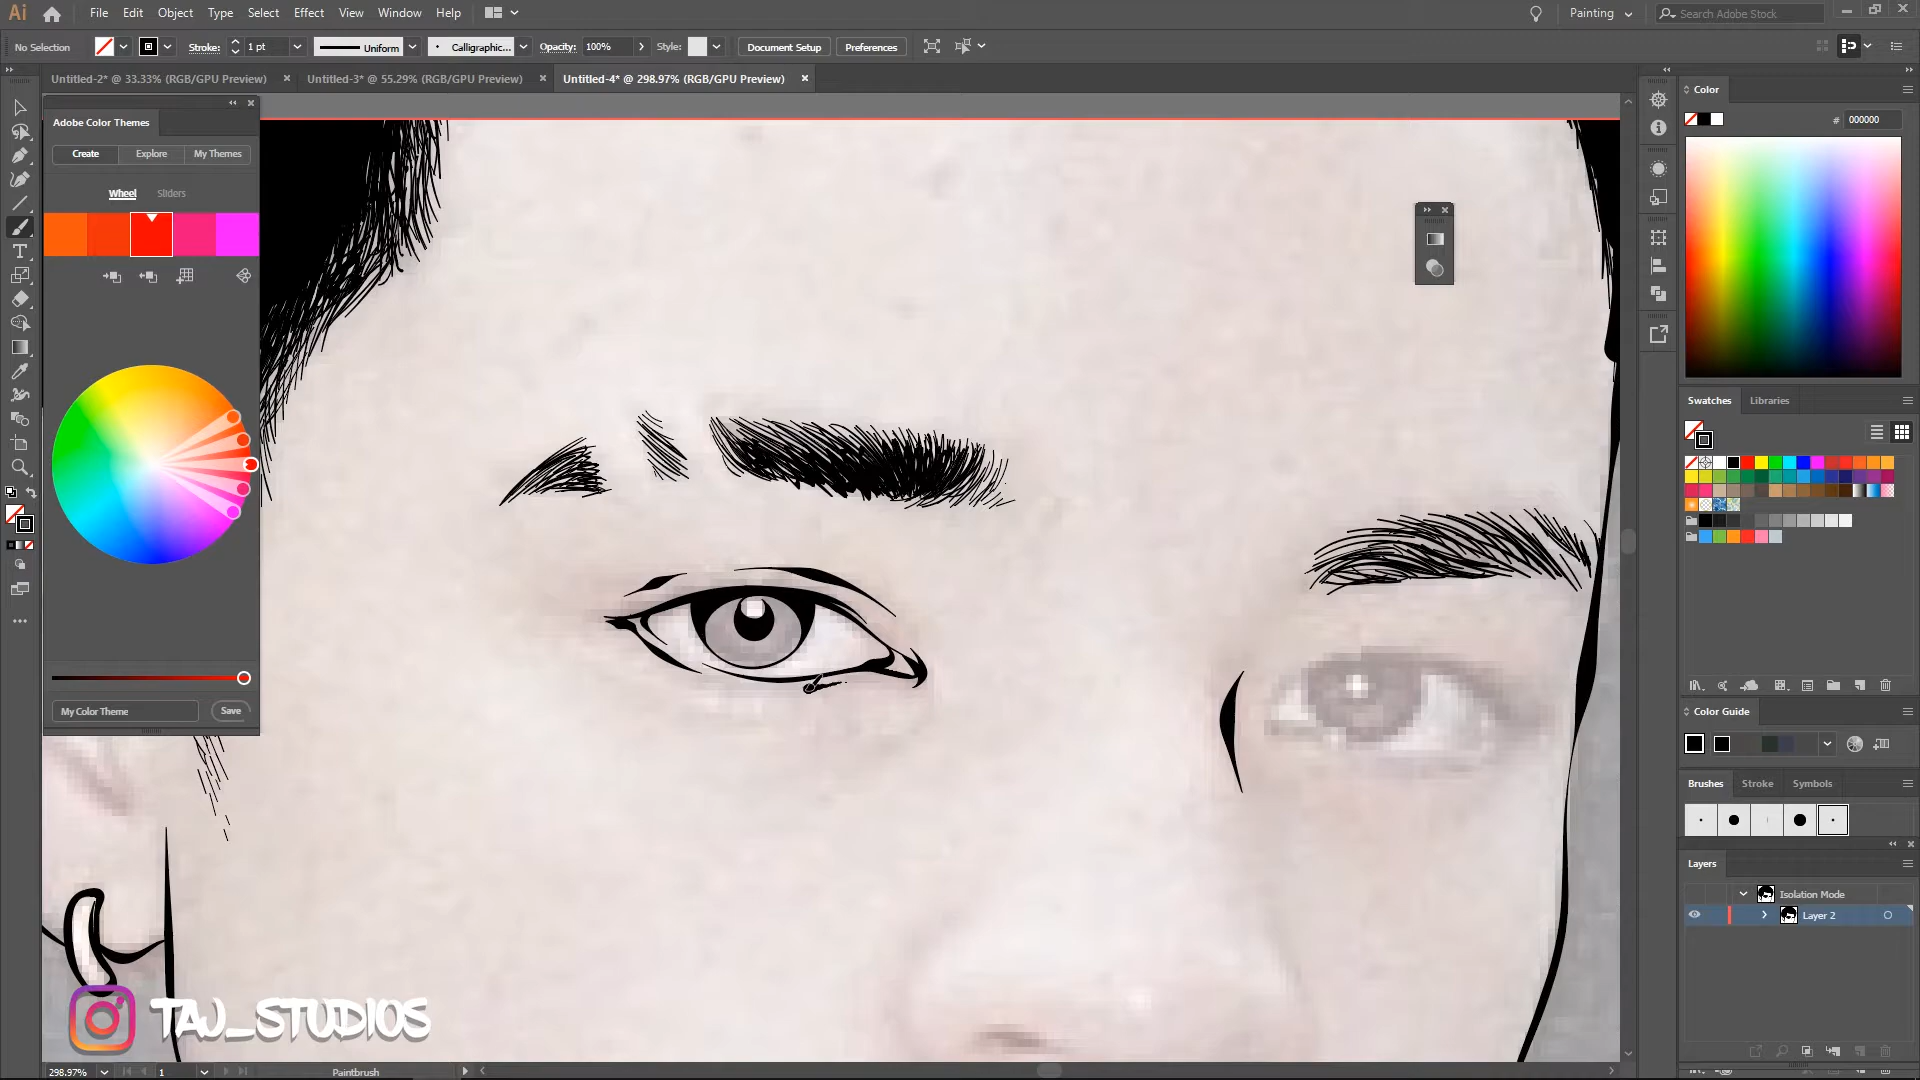 Ai File Edit Object Type Select Effect View Window Help Painting Search Adobe Stock
No Selection Stroke: 1 pt Uniform Calligraphic... Opacity: 100% Style: Document Setup Preferences
Untitled-2* @ 33.33% (RGB/GPU Preview) Untitled-3* @ 55.29% (RGB/GPU Preview) Untitled-4* @ 298.97% (RGB/GPU Preview)
Color
Adobe Color Themes
# 000000
Create Explore My Themes
Wheel Sliders
Swatches Libraries
My Color Theme Save
Color Guide
Brushes Stroke Symbols
Layers
Isolation Mode
Layer 2
TAJ_STUDIOS
298.97% 1 Paintbrush